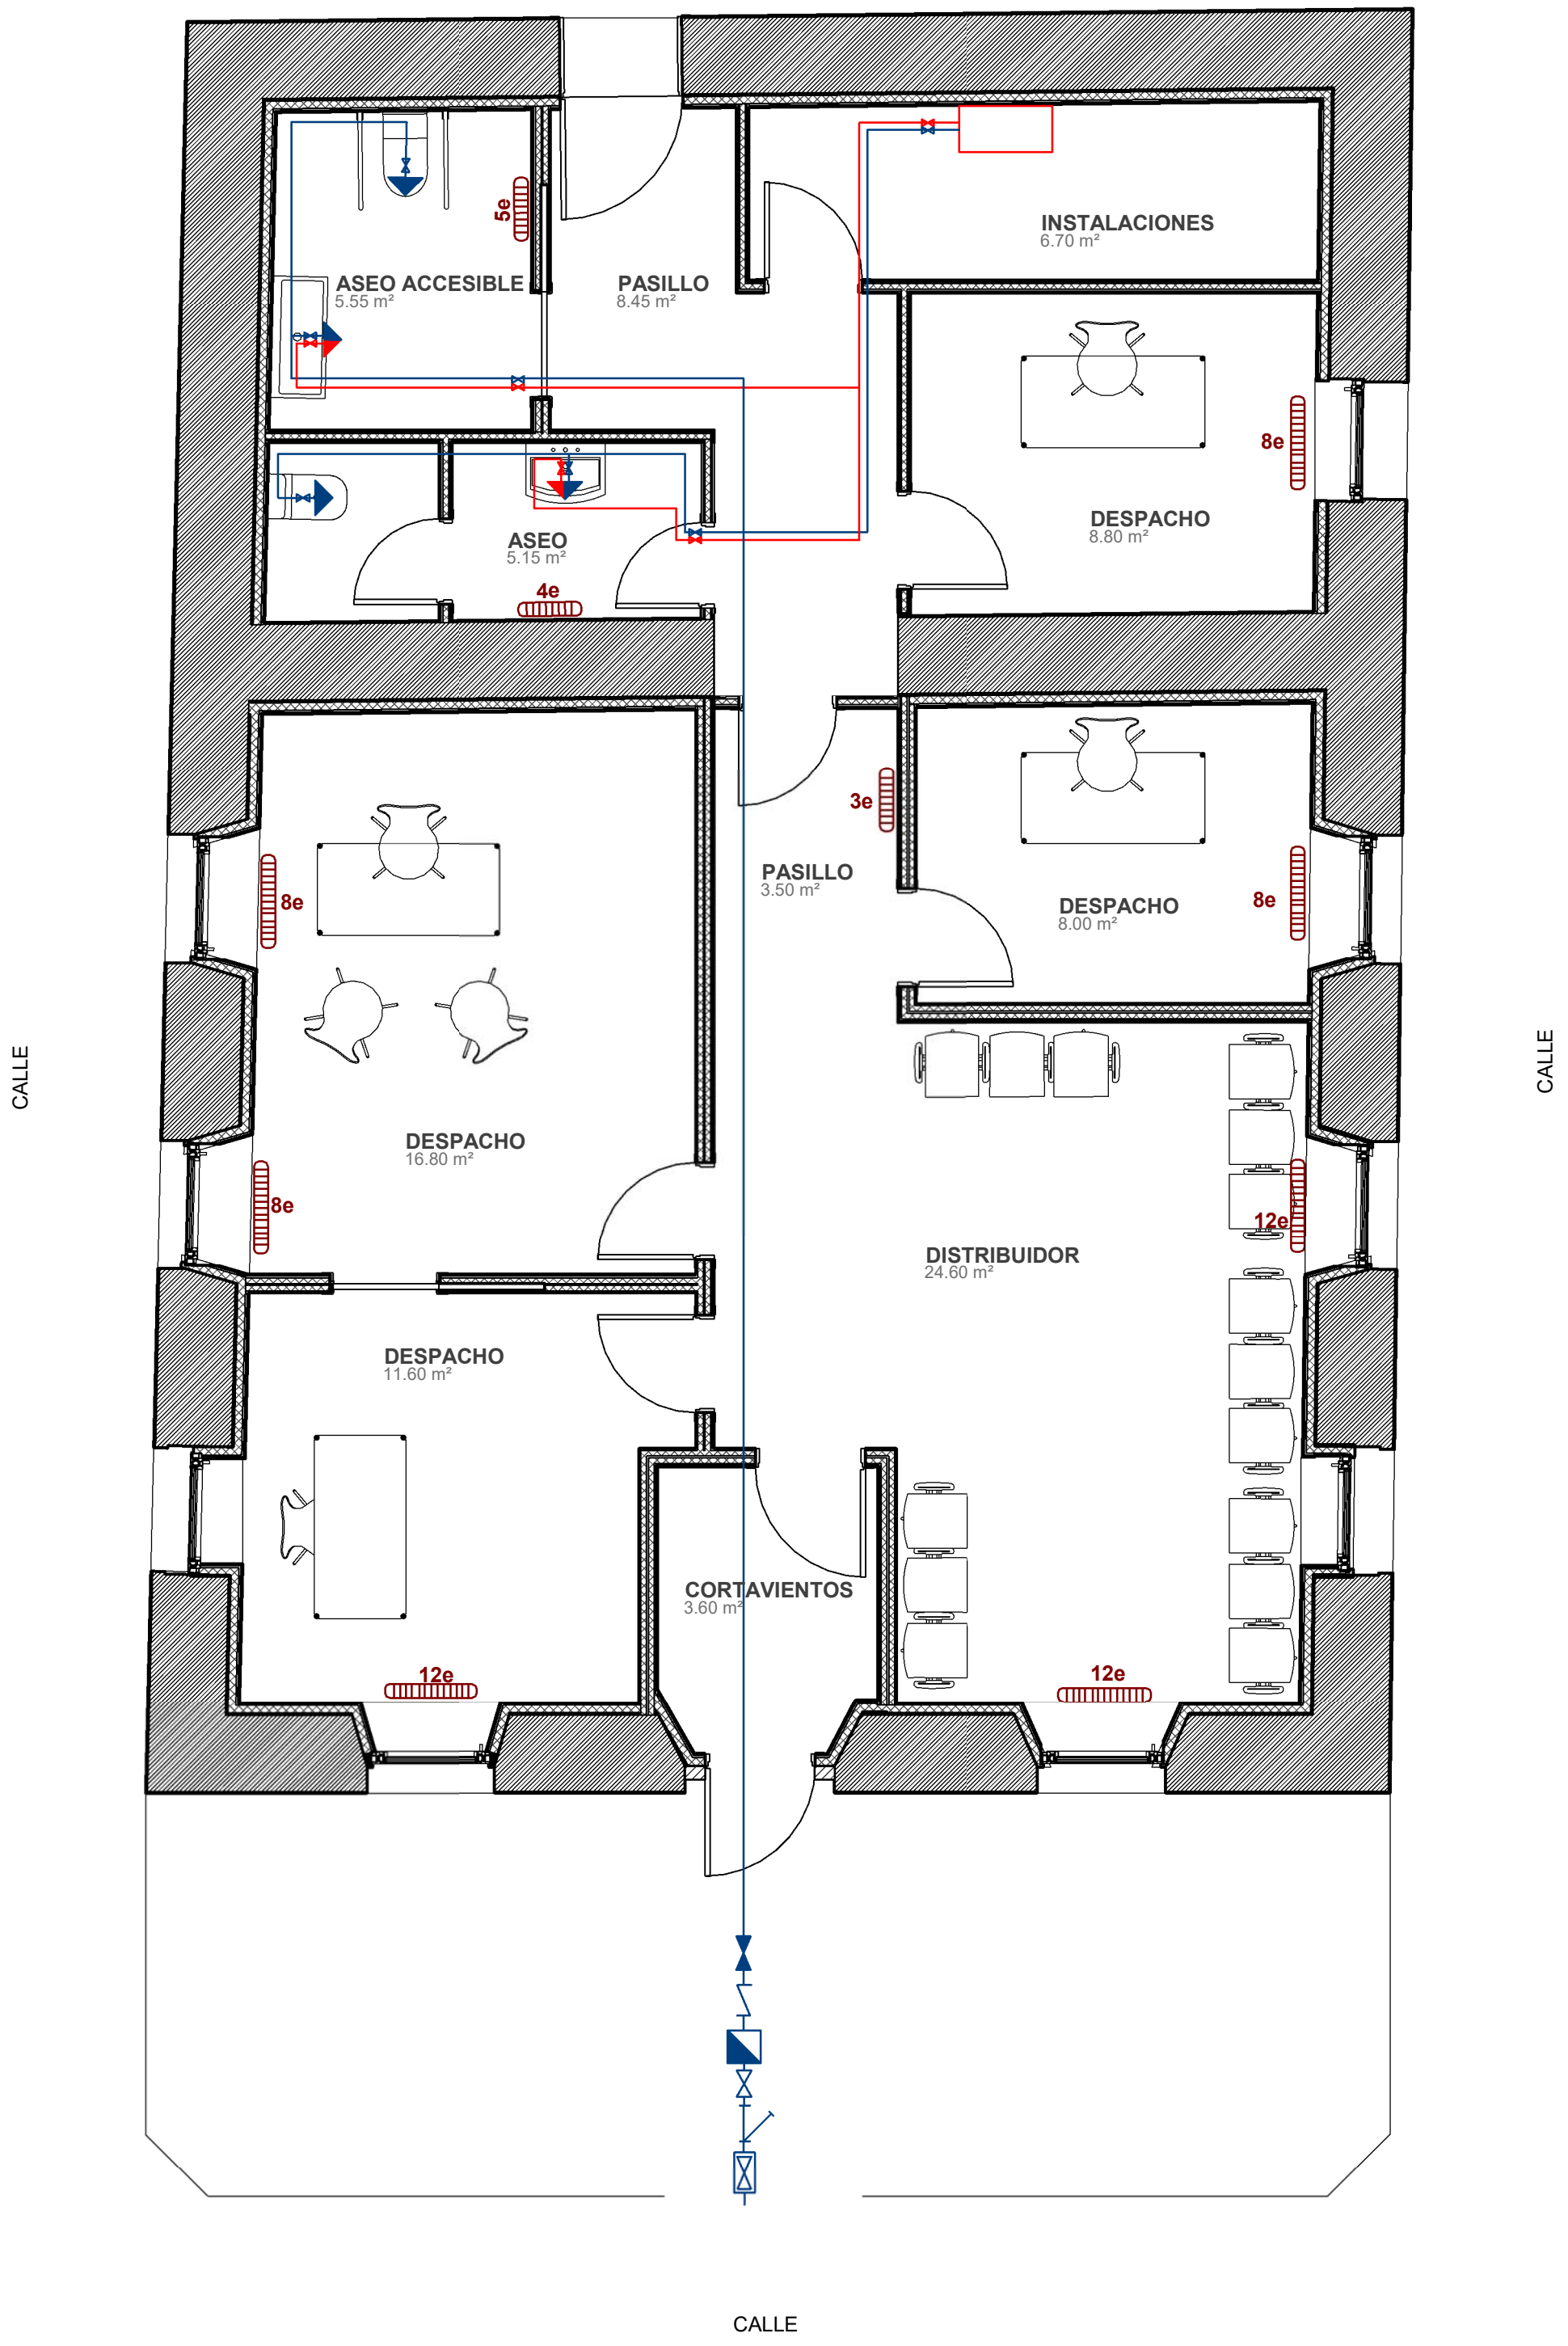 INSTALACIONES
6.70 m²
5e
ASEO ACCESIBLE
5.55 m²
PASILLO
8.45 m²
8e
DESPACHO
8.80 m²
ASEO
5.15 m²
4e
3e
PASILLO
3.50 m²
8e
DESPACHO
8.00 m²
8e
CALLE
CALLE
DESPACHO
16.80 m²
8e
12e
DISTRIBUIDOR
24.60 m²
DESPACHO
11.60 m²
CORTAVIENTOS
3.60 m²
12e
12e
CALLE